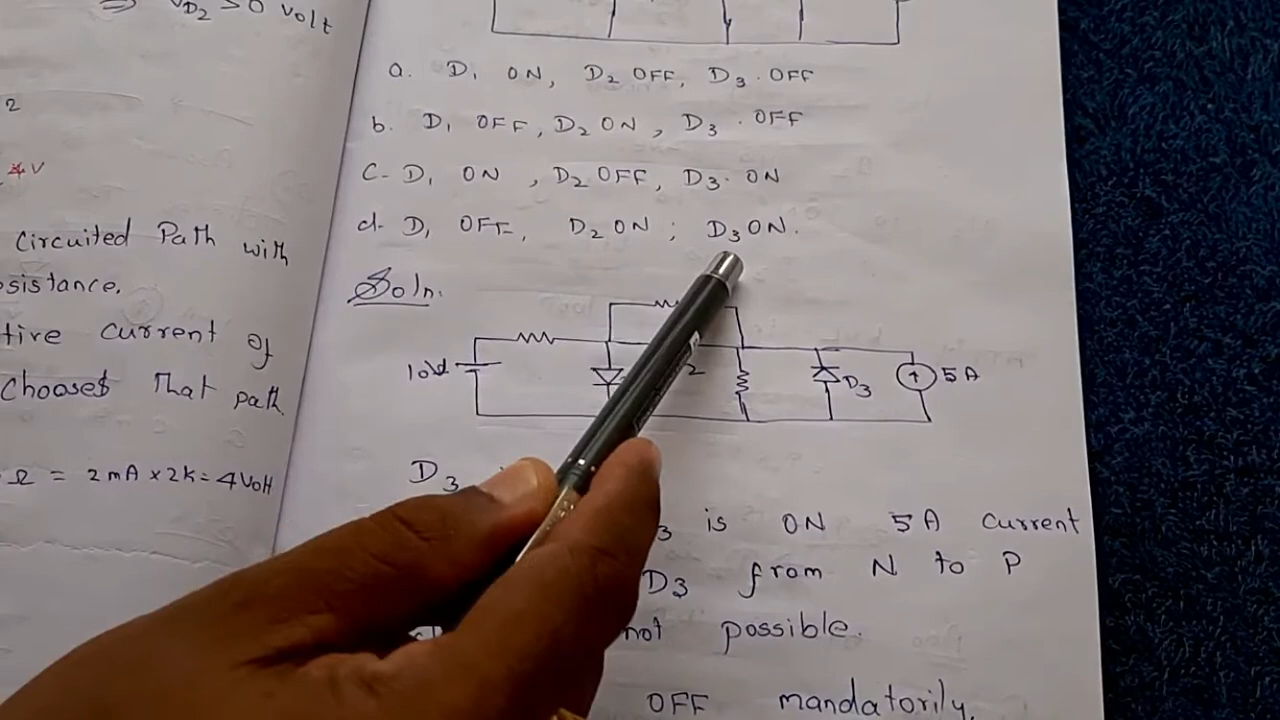 VD2 > 0 volt
2
4V
Circuited Path with
sistance.
tive current of
chooses that path
Ω = 2mA x 2K = 4Volt
a. D1 ON, D2 OFF, D3. OFF
b. D1 OFF, D2 ON, D3. OFF
C- D1 ON, D2 OFF, D3. ON
d- D1 OFF, D2 ON; D3 ON.
Soln.
10V
2
D3
5A
D3
3 is ON 5A current
D3 from N to P
not possible.
OFF mandatorily.